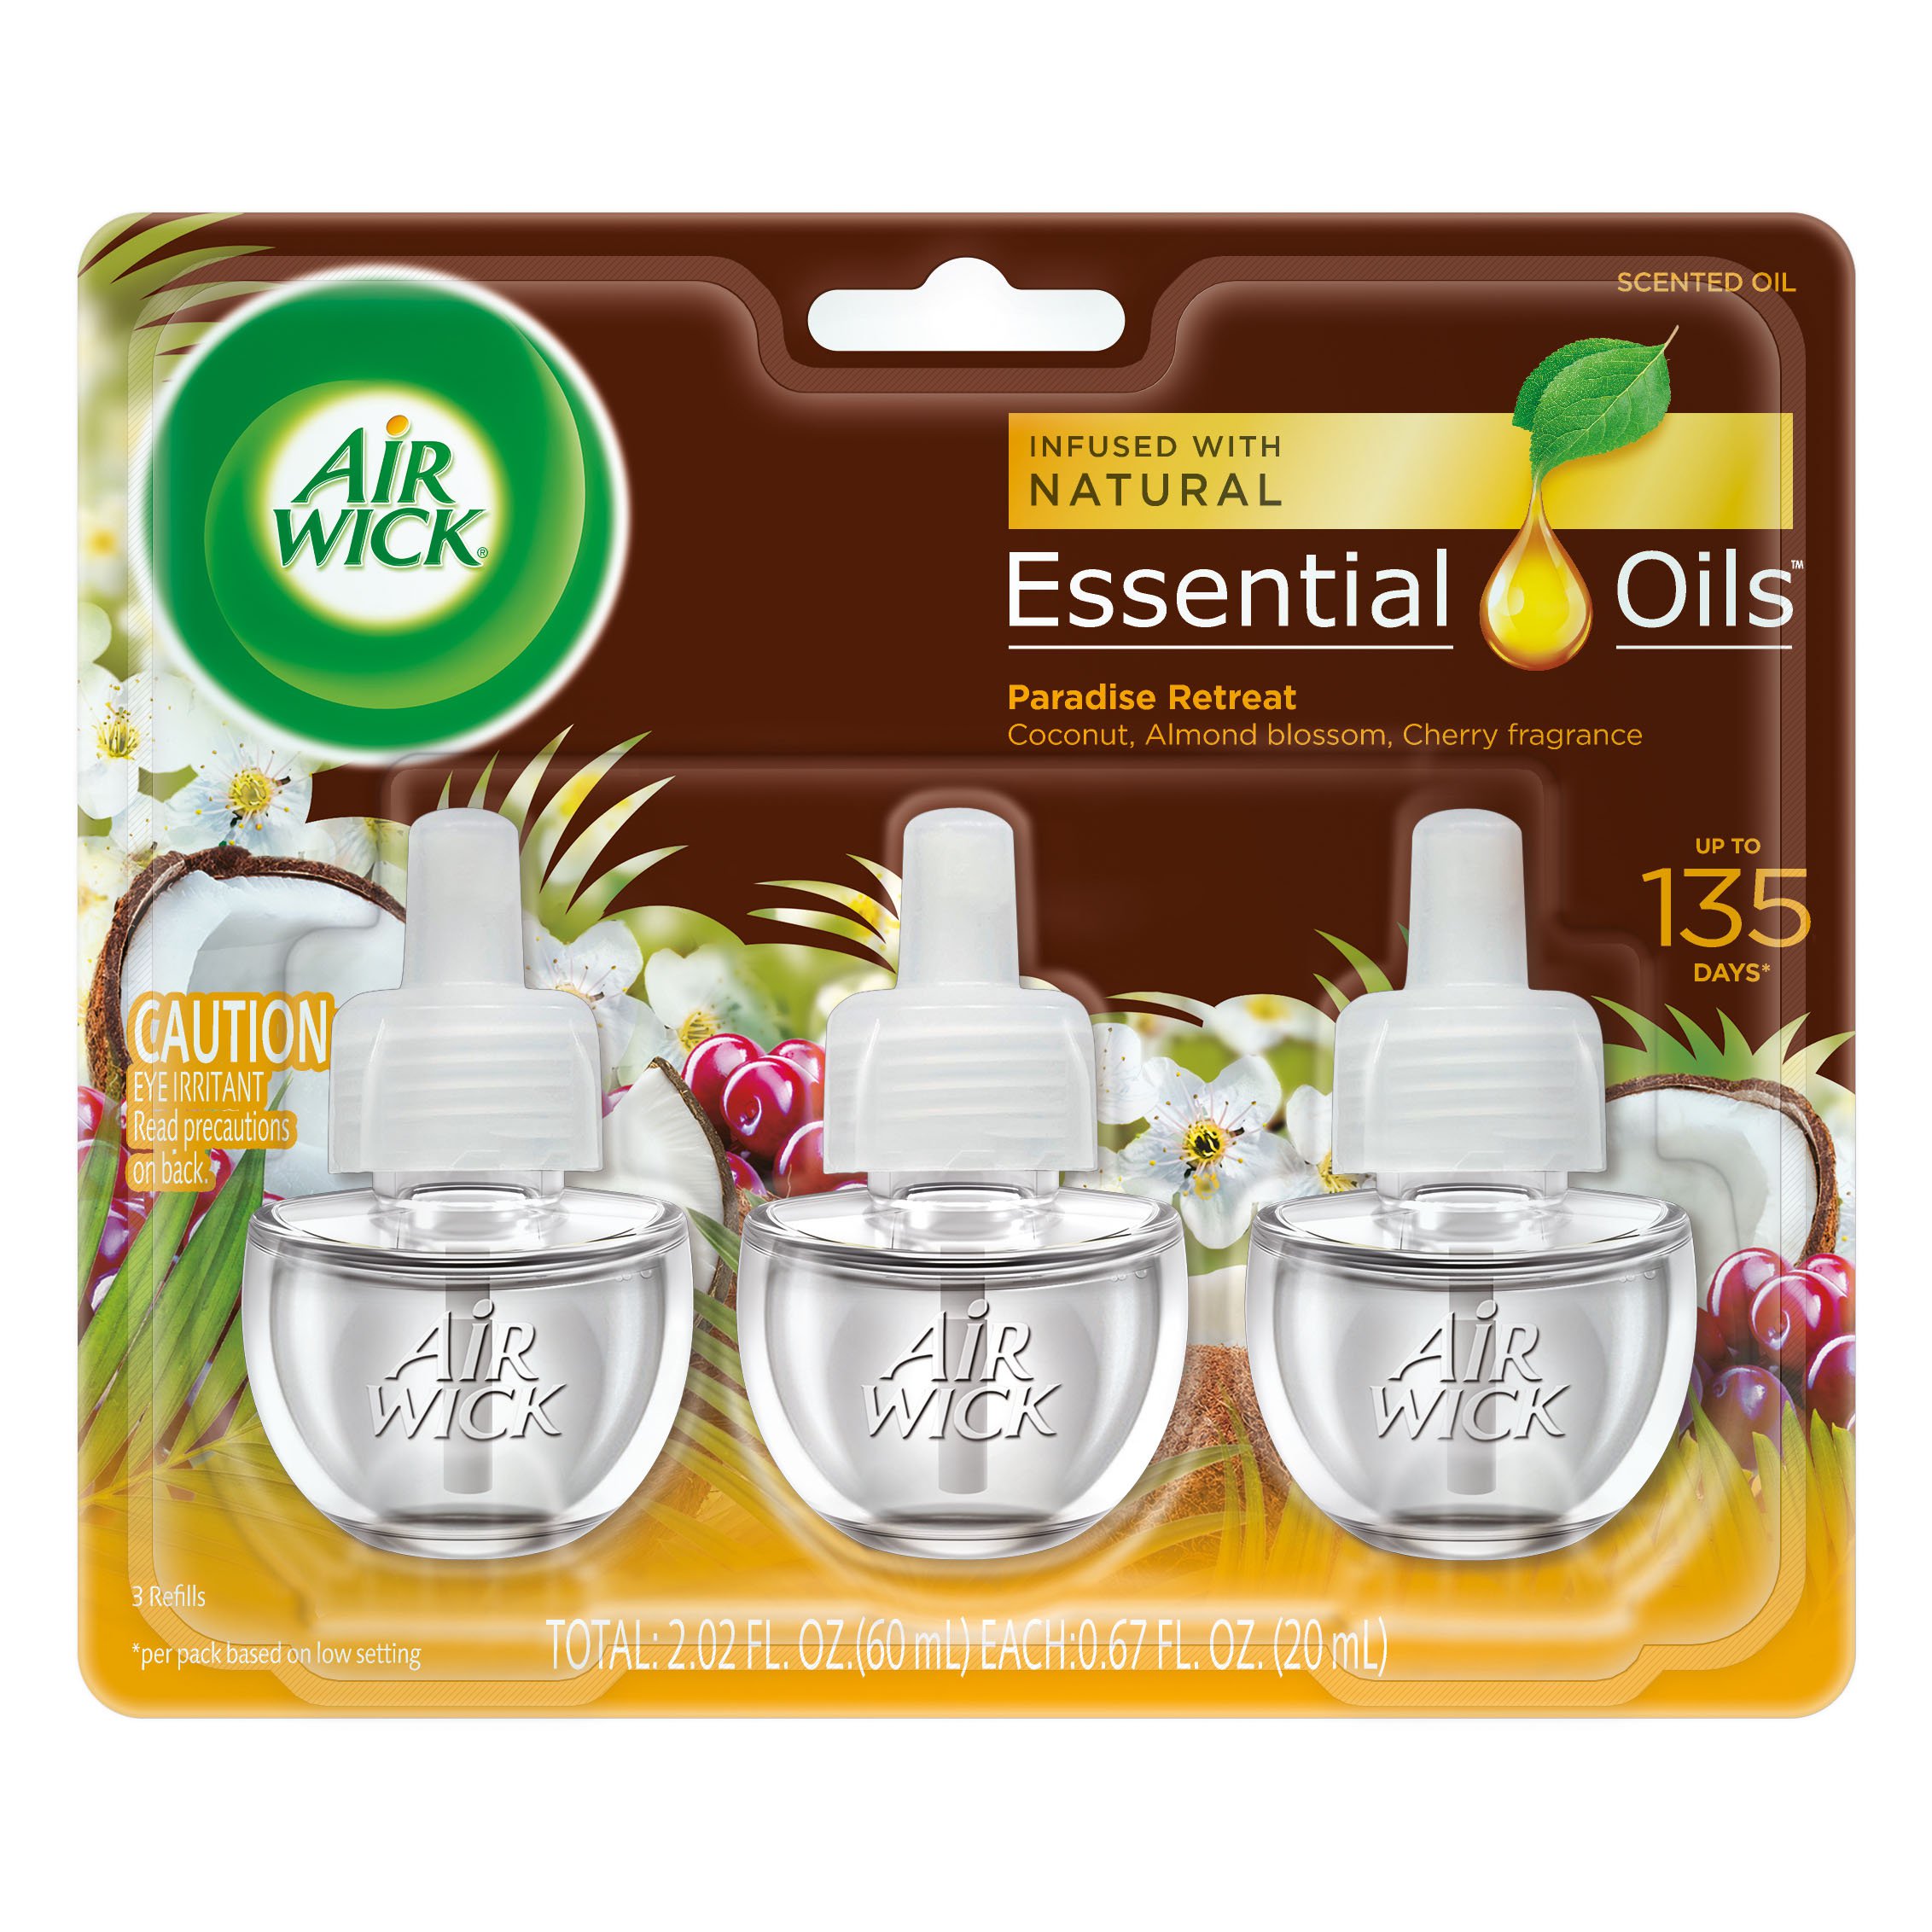 SCENTED OIL
AiR
WICK®
INFUSED WITH
NATURAL
Essential Oils™
Paradise Retreat
Coconut, Almond blossom, Cherry fragrance
UP TO
135
DAYS*
CAUTION
EYE IRRITANT
Read precautions
on back.
AiR
WICK
AiR
WICK
AiR
WICK
3 Refills
*per pack based on low setting
TOTAL: 2.02 FL. OZ.(60 mL) EACH:0.67 FL. OZ. (20 mL)